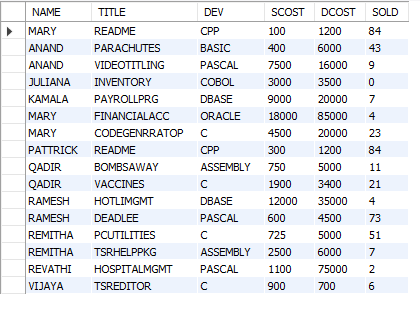 NAME TITLE DEV SCOST DCOST SOLD
MARY README CPP 100 1200 84
ANAND PARACHUTES BASIC 400 6000 43
ANAND VIDEOTITLING PASCAL 7500 16000 9
JULIANA INVENTORY COBOL 3000 3500 0
KAMALA PAYROLLPRG DBASE 9000 20000 7
MARY FINANCIALACC ORACLE 18000 85000 4
MARY CODEGENRRATOP C 4500 20000 23
PATTRICK README CPP 300 1200 84
QADIR BOMBSAWAY ASSEMBLY 750 5000 11
QADIR VACCINES C 1900 3400 21
RAMESH HOTLIMGMT DBASE 12000 35000 4
RAMESH DEADLEE PASCAL 600 4500 73
REMITHA PCUTILITIES C 725 5000 51
REMITHA TSRHELPPKG ASSEMBLY 2500 6000 7
REVATHI HOSPITALMGMT PASCAL 1100 75000 2
VIJAYA TSREDITOR C 900 700 6